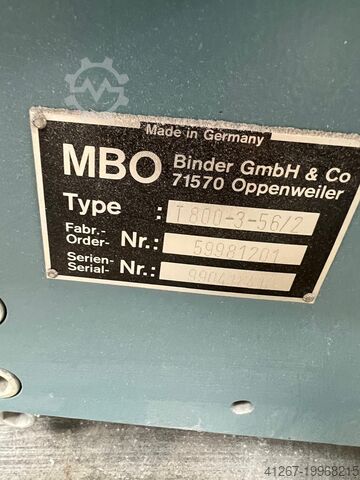 Made in Germany
MBO Binder GmbH & Co
71570 Oppenweiler
Type : T800-3-56/2
Fabr.-
Order- Nr.: 59981201
Serien-
Serial- Nr.:
41267-19968215